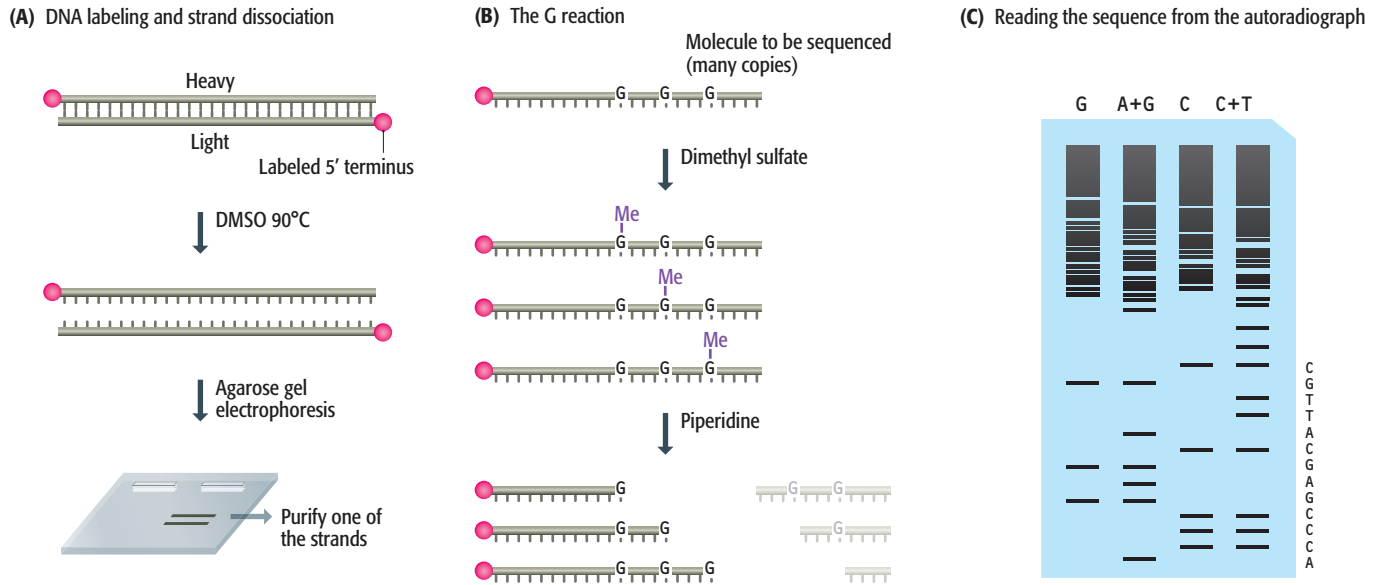 (A) DNA labeling and strand dissociation
Heavy
Light
Labeled 5′ terminus
DMSO 90°C
Agarose gel
electrophoresis
Purify one of
the strands
(B) The G reaction
Molecule to be sequenced
(many copies)
G G G
Dimethyl sulfate
Me
G G G
Me
G G G
Me
G G G
Piperidine
G G G
G G G
G G G
(C) Reading the sequence from the autoradiograph
G A+G C C+T
C
G
T
T
A
C
G
A
G
C
C
C
A